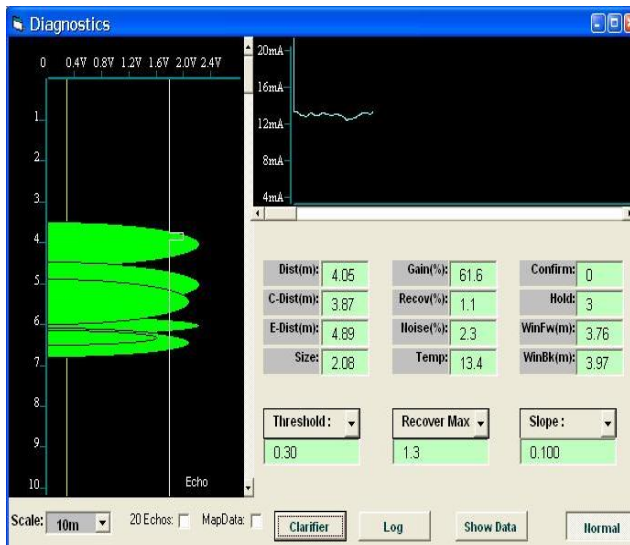 Diagnostics
0 0.4V 0.8V 1.2V 1.6V 2.0V 2.4V
1
2
3
4
5
6
7
8
9
10
Echo
20mA
16mA
12mA
8mA
4mA
Dist(m): 4.05 Gain(%): 61.6 Confirm: 0
C-Dist(m): 3.87 Recov(%): 1.1 Hold: 3
E-Dist(m): 4.89 Noise(%): 2.3 WinFw(m): 3.76
Size: 2.08 Temp: 13.4 WinBk(m): 3.97
Threshold : Recover Max Slope :
0.30 1.3 0.100
Scale: 10m 20 Echos: MapData: Clarifier Log Show Data Normal